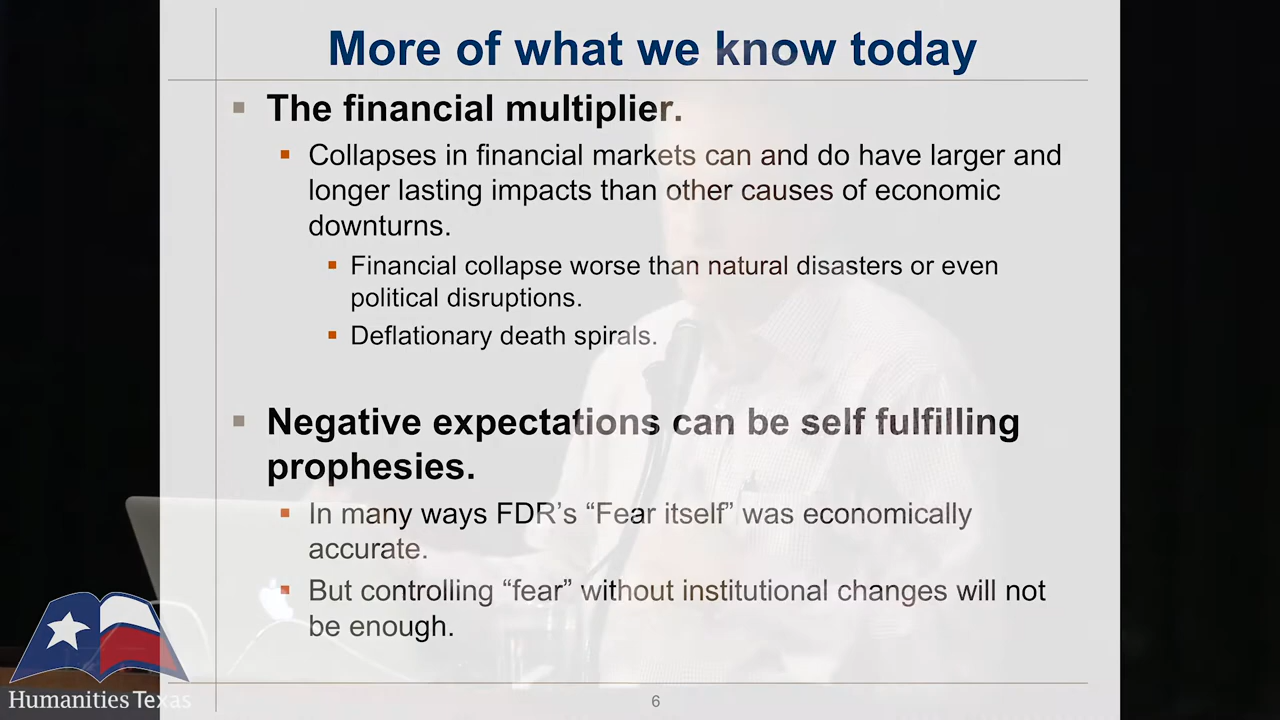 More of what we know today
The financial multiplier.
Collapses in financial markets can and do have larger and
longer lasting impacts than other causes of economic
downturns.
Financial collapse worse than natural disasters or even
political disruptions.
Deflationary death spirals.
Negative expectations can be self fulfilling
prophesies.
In many ways FDR’s “Fear itself” was economically
accurate.
But controlling “fear” without institutional changes will not
be enough.
6
Humanities Texas